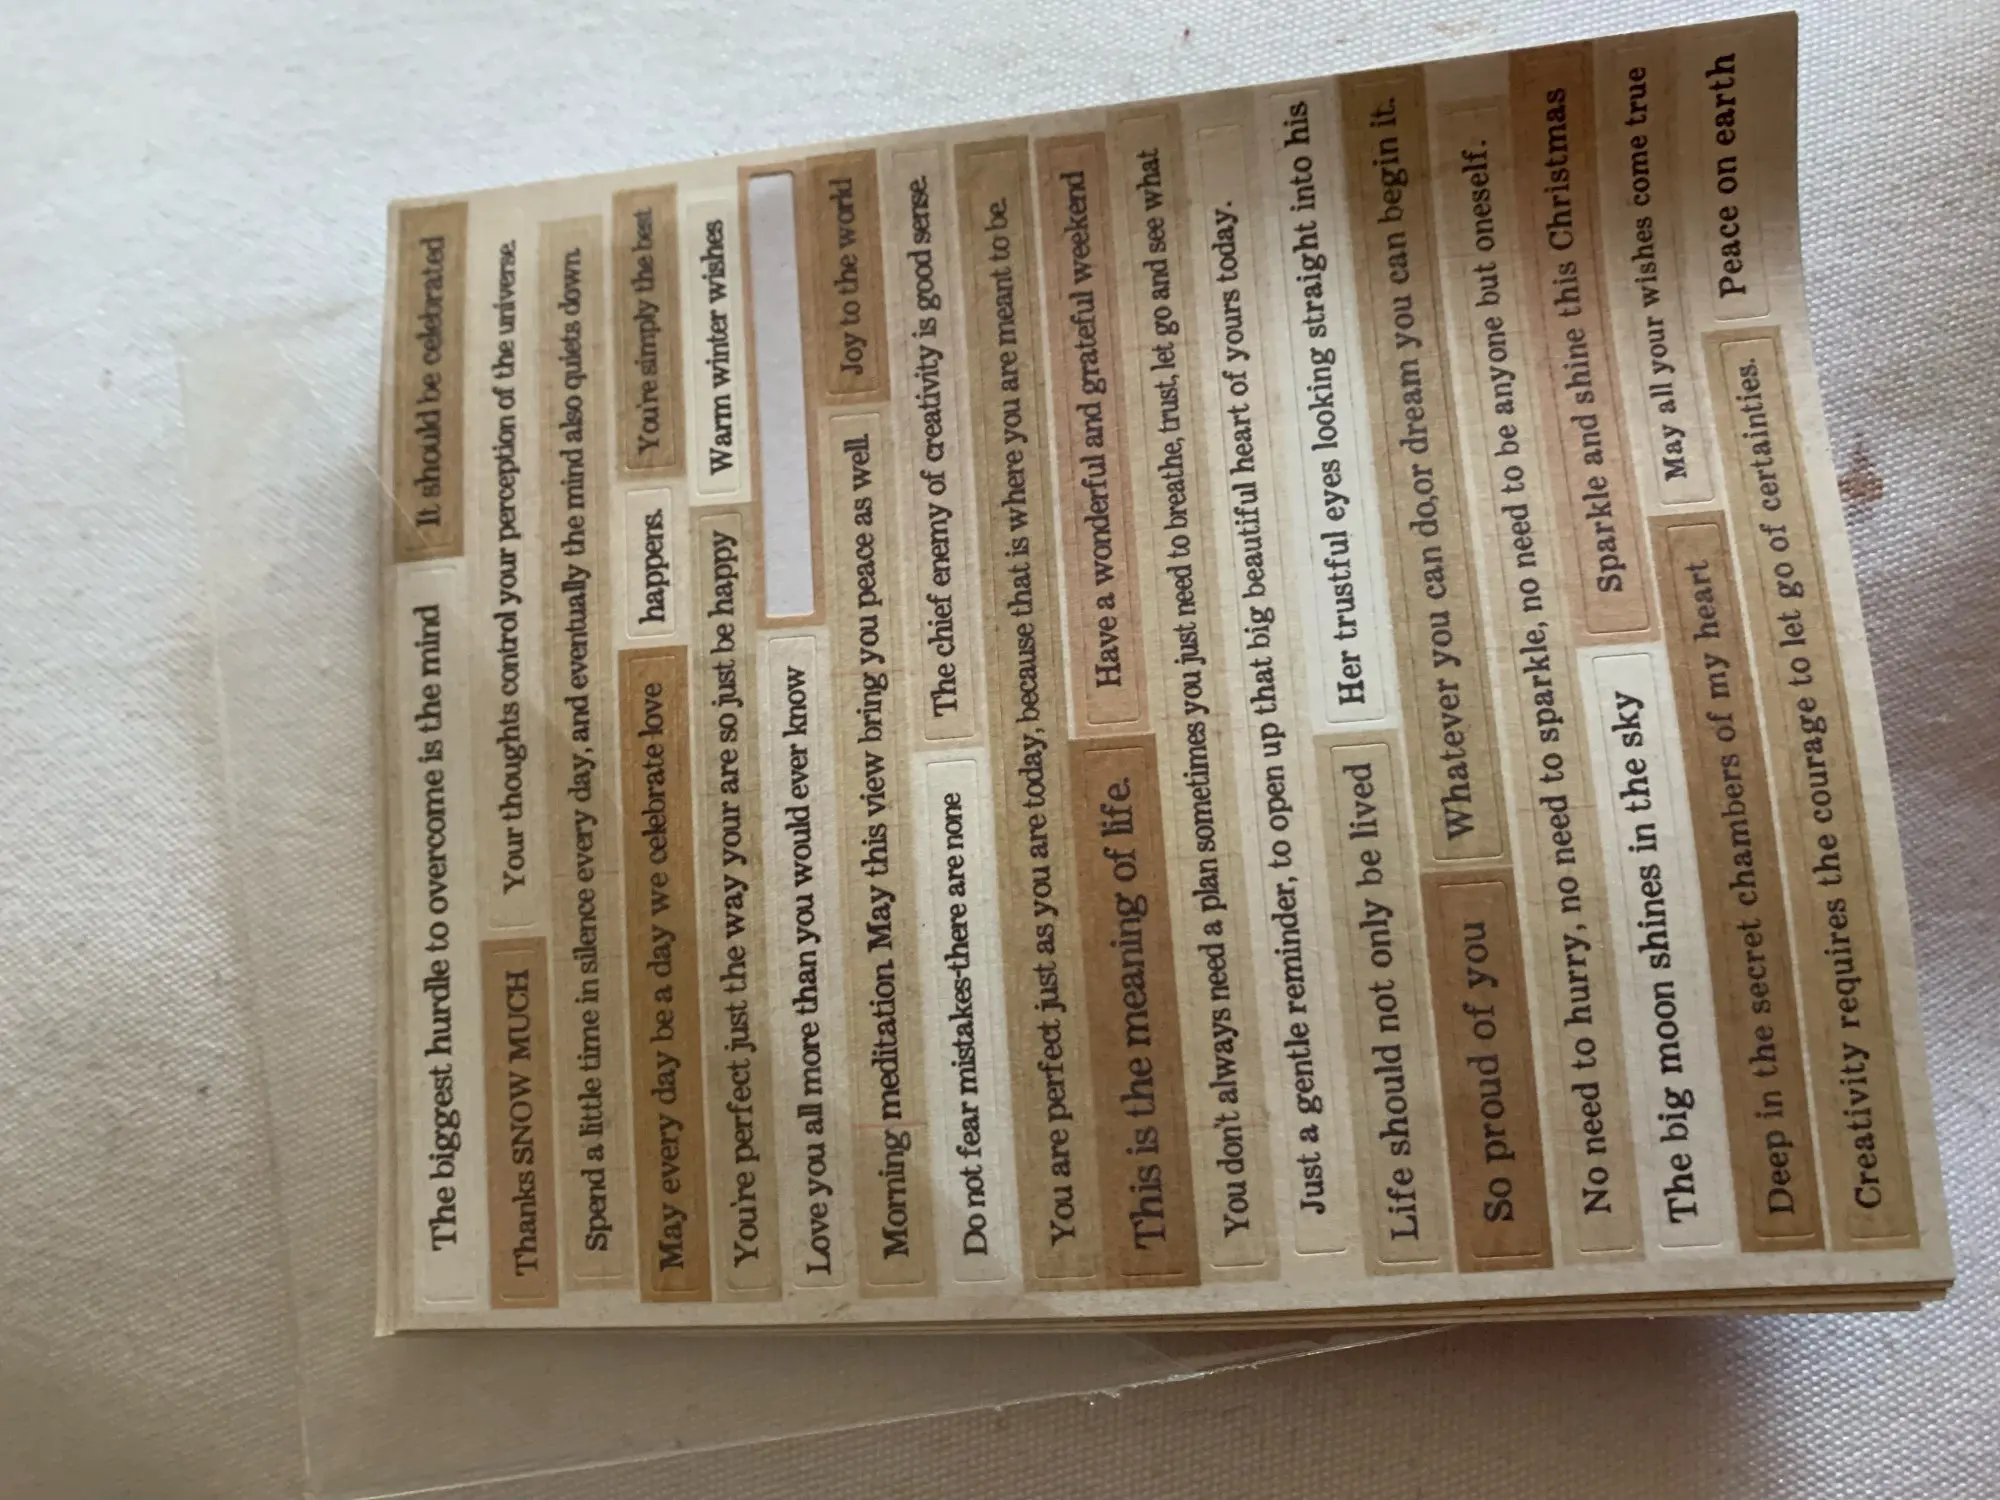 The biggest hurdle to overcome is the mind It should be celebrated
Thanks SNOW MUCH Your thoughts control your perception of the universe.
Spend a little time in silence every day, and eventually the mind also quiets down.
May every day be a day we celebrate love happens. You're simply the best
You're perfect just the way your are so just be happy Warm winter wishes
Love you all more than you would ever know
Morning meditation. May this view bring you peace as well. Joy to the world
Do not fear mistakes-there are none The chief enemy of creativity is good sense.
You are perfect just as you are today, because that is where you are meant to be.
This is the meaning of life. Have a wonderful and grateful weekend
You don't always need a plan sometimes you just need to breathe, trust, let go and see what
Just a gentle reminder, to open up that big beautiful heart of yours today.
Life should not only be lived Her trustful eyes looking straight into his
So proud of you Whatever you can do,or dream you can begin it.
No need to hurry, no need to sparkle, no need to be anyone but oneself.
The big moon shines in the sky Sparkle and shine this Christmas
Deep in the secret chambers of my heart May all your wishes come true
Creativity requires the courage to let go of certainties. Peace on earth